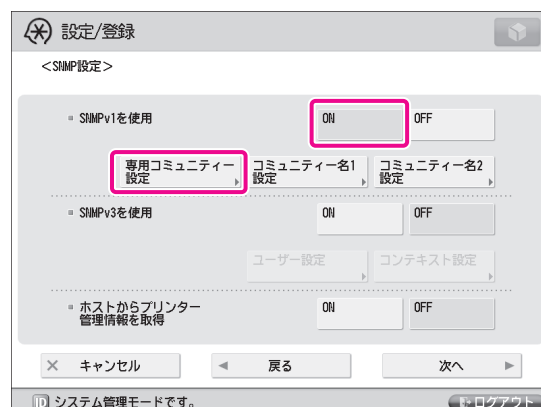 設定/登録
<SNMP設定>
SNMPv1を使用 ON OFF
専用コミュニティー設定 コミュニティー名1設定 コミュニティー名2設定
SNMPv3を使用 ON OFF
ユーザー設定 コンテキスト設定
ホストからプリンター ON OFF
管理情報を取得
× キャンセル ◀ 戻る 次へ ▶
ID システム管理モードです。 ログアウト